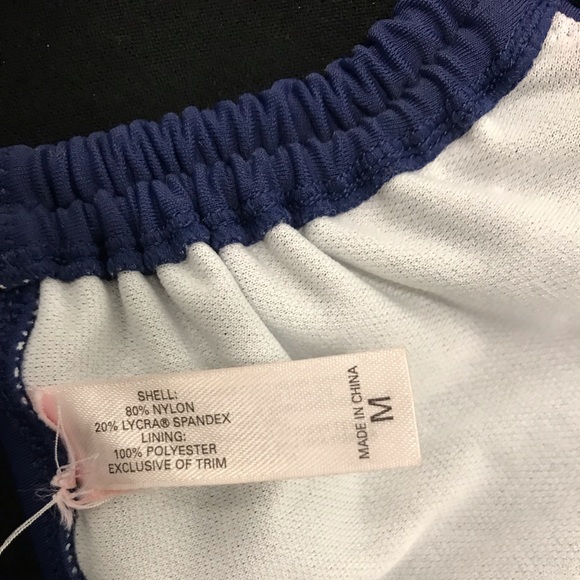 SHELL:
80% NYLON
20% LYCRA® SPANDEX
LINING:
100% POLYESTER
EXCLUSIVE OF TRIM
MADE IN CHINA
M